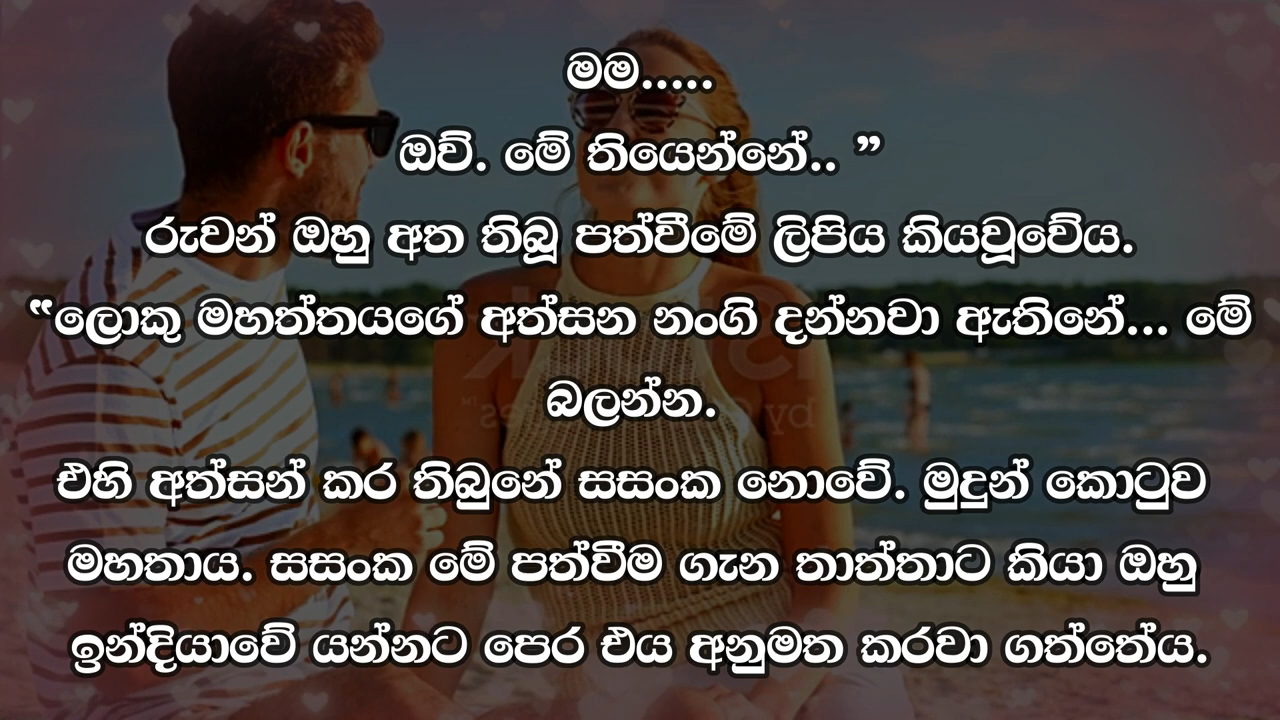 මම.....
ඔව්. මේ තියෙන්නේ.. ”
රුවන් ඔහු අත තිබූ පත්වීමේ ලිපිය කියවූවේය.
“ලොකු මහත්තයගේ අත්සන නංගි දන්නවා ඇතිනේ... මේ
බලන්න.
එහි අත්සන් කර තිබුනේ සසංක නොවේ. මුදුන් කොටුව
මහතාය. සසංක මේ පත්වීම ගැන තාත්තාට කියා ඔහු
ඉන්දියාවේ යන්නට පෙර එය අනුමත කරවා ගත්තේය.